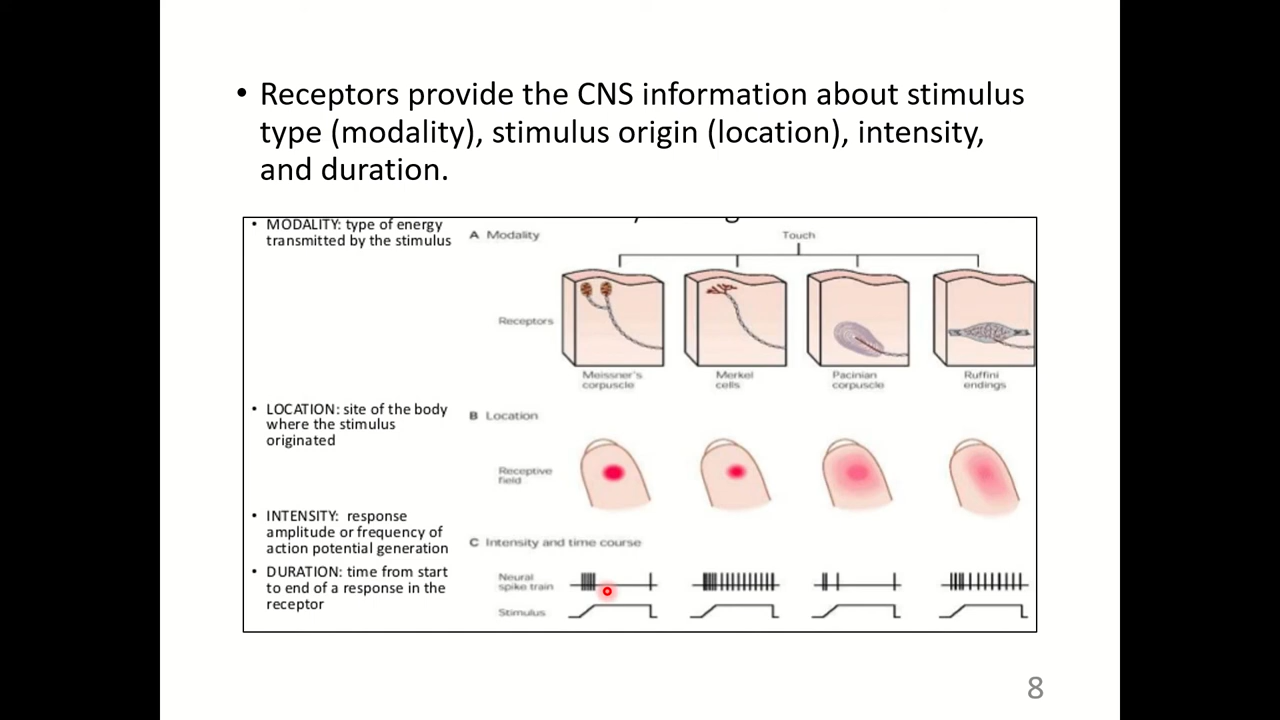 • Receptors provide the CNS information about stimulus
type (modality), stimulus origin (location), intensity,
and duration.
• MODALITY: type of energy
transmitted by the stimulus
A Modality
Touch
Receptors
Meissner's
corpuscle
Merkel
cells
Pacinian
corpuscle
Ruffini
endings
• LOCATION: site of the body
where the stimulus
originated
B Location
Receptive
field
• INTENSITY: response
amplitude or frequency of
action potential generation
• DURATION: time from start
to end of a response in the
receptor
C Intensity and time course
Neural
spike train
Stimulus
8